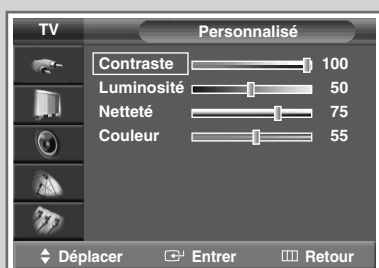 TV Personnalisé
Contraste 100
Luminosité 50
Netteté 75
Couleur 55
Déplacer Entrer Retour